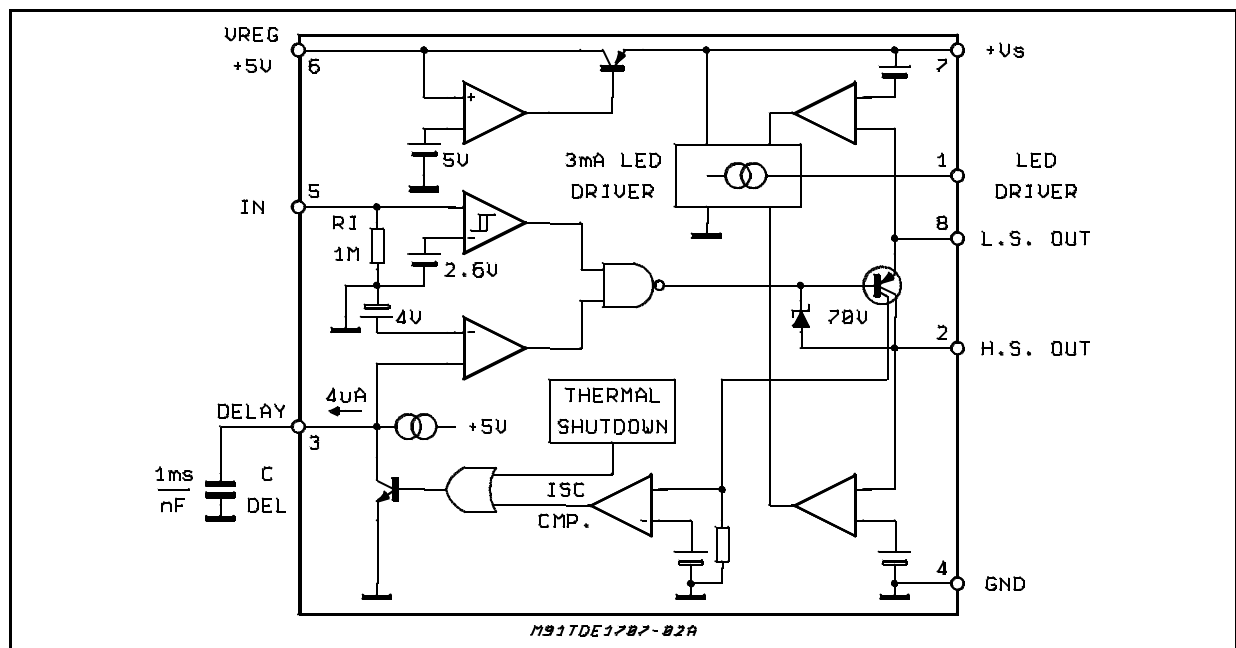 VREG
+5V
6
7
+Vs
+
5V
3mA LED
DRIVER
1
LED
DRIVER
IN
5
RI
1M
-
2.6V
8
L.S. OUT
4V
-
70V
2
H.S. OUT
DELAY
4uA
3
+5V
THERMAL
SHUTDOWN
1ms
nF
C
DEL
ISC
CMP.
-
4
GND
M91TDE1707-02A